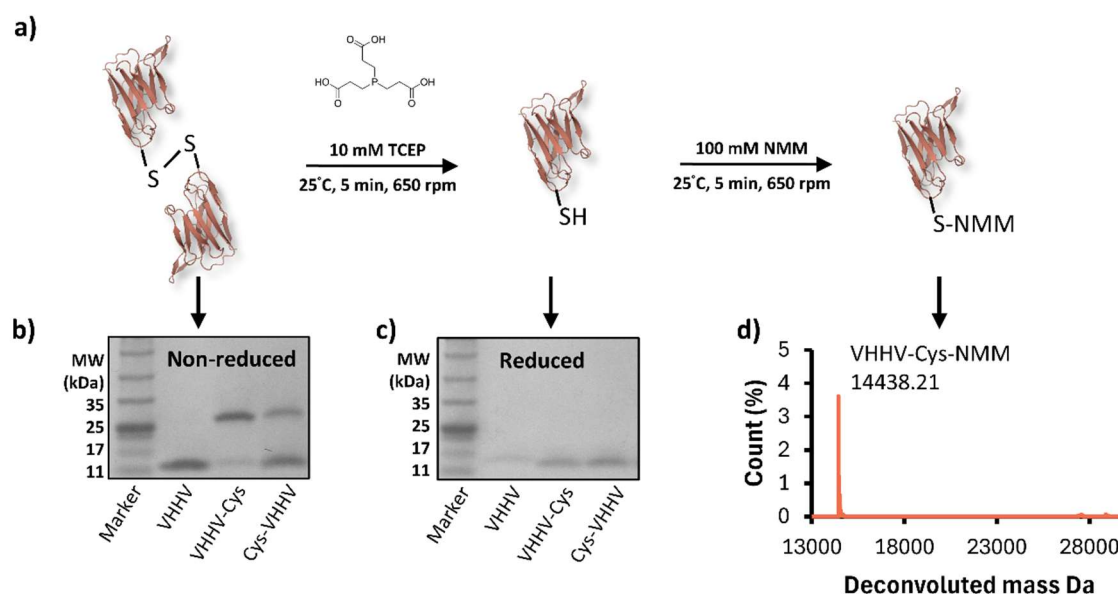 a)
O
OH
HO
O
P
OH
O
10 mM TCEP
25°C, 5 min, 650 rpm
100 mM NMM
25°C, 5 min, 650 rpm
S
S
SH
S-NMM
b)
MW
(kDa)
35
25
17
11
Non-reduced
Marker
VHHV
VHHV-Cys
Cys-VHHV
c)
MW
(kDa)
35
25
17
11
Reduced
Marker
VHHV
VHHV-Cys
Cys-VHHV
d)
VHHV-Cys-NMM
14438.21
Count (%)
5
4
3
2
1
0
13000 18000 23000 28000
Deconvoluted mass Da